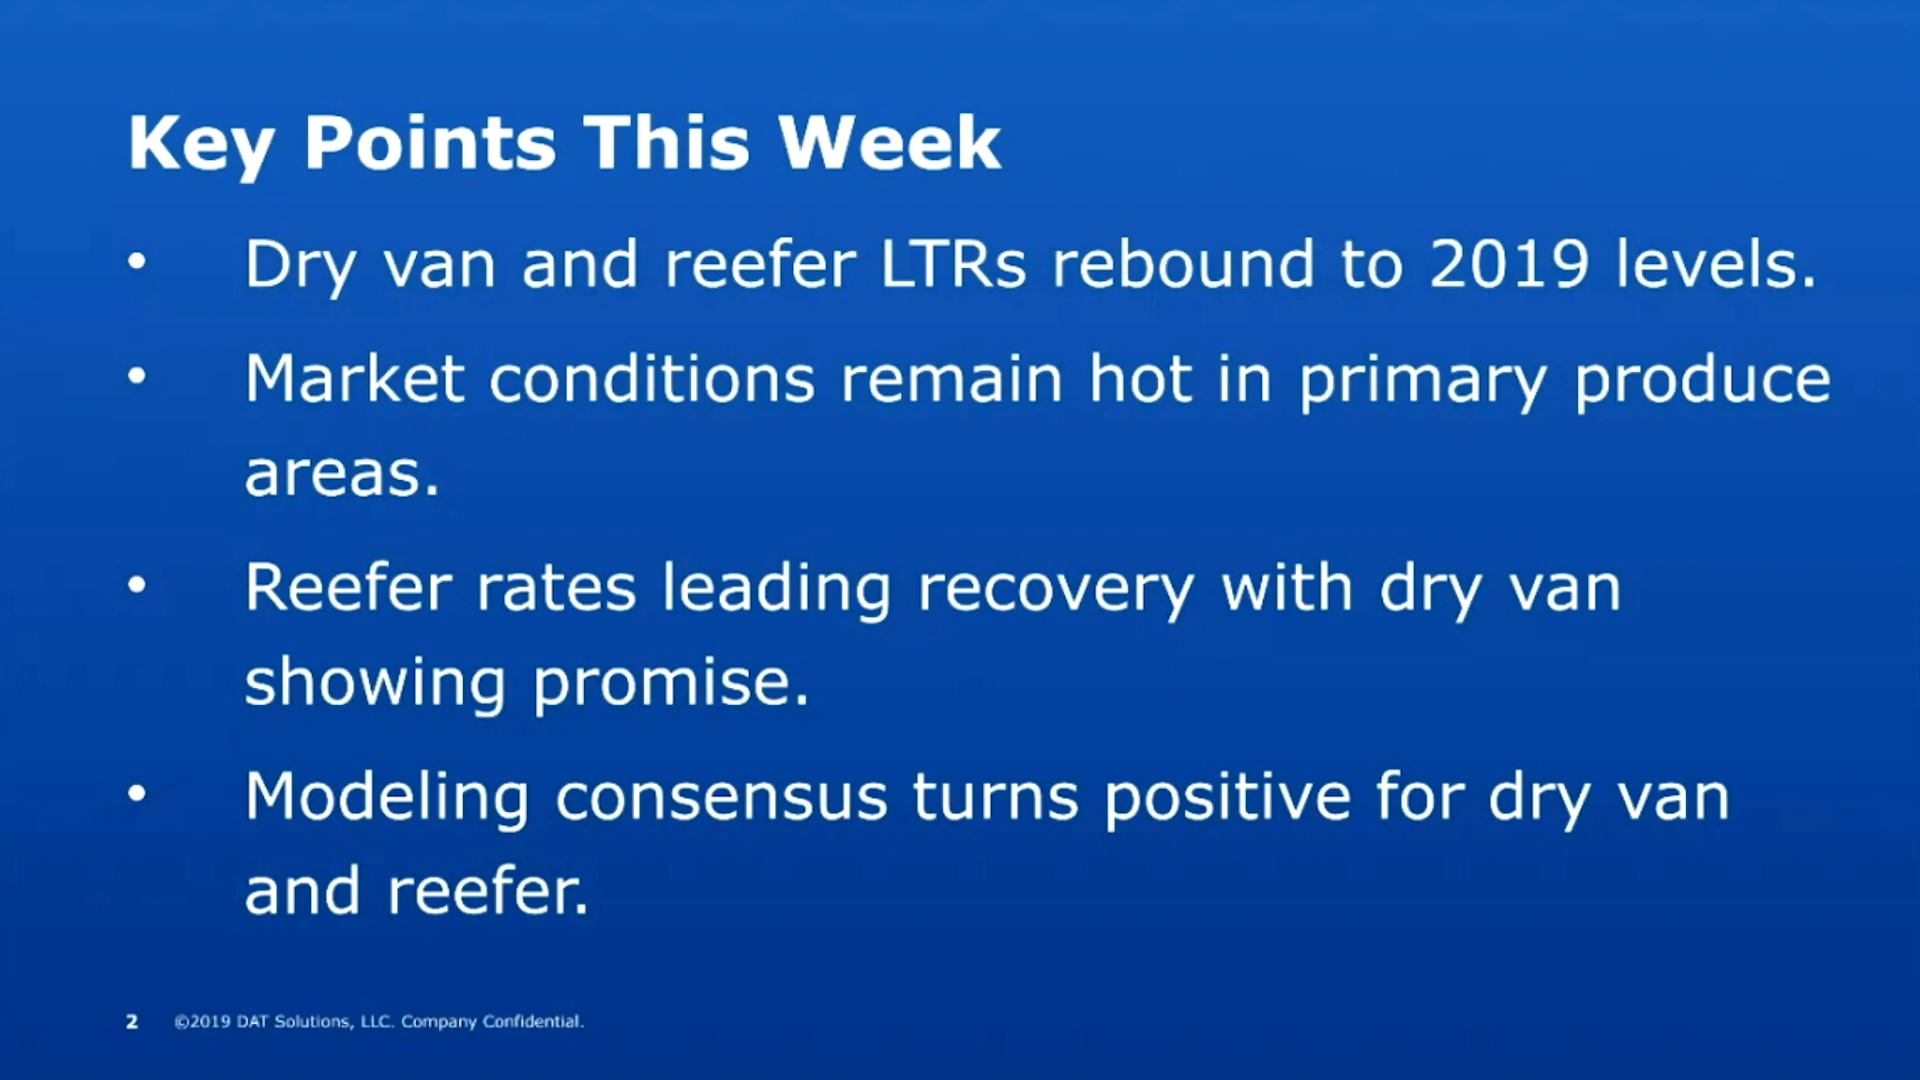 Key Points This Week
• Dry van and reefer LTRs rebound to 2019 levels.
• Market conditions remain hot in primary produce
areas.
• Reefer rates leading recovery with dry van
showing promise.
• Modeling consensus turns positive for dry van
and reefer.
2 ©2019 DAT Solutions, LLC. Company Confidential.